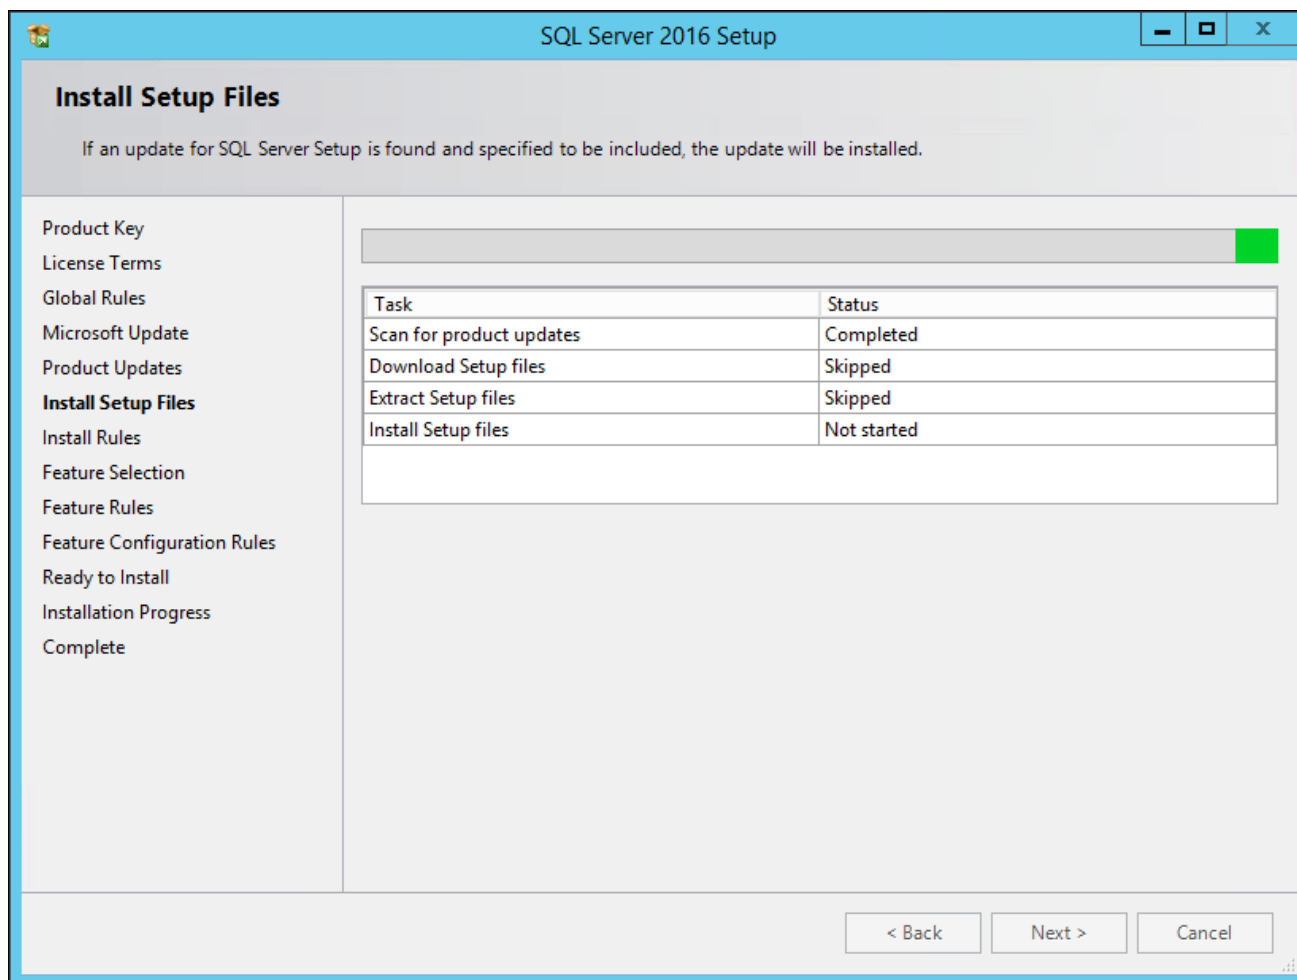 SQL Server 2016 Setup
Install Setup Files
If an update for SQL Server Setup is found and specified to be included, the update will be installed.
Product Key
License Terms
Global Rules
Microsoft Update
Product Updates
Install Setup Files
Install Rules
Feature Selection
Feature Rules
Feature Configuration Rules
Ready to Install
Installation Progress
Complete
Task Status
Scan for product updates Completed
Download Setup files Skipped
Extract Setup files Skipped
Install Setup files Not started
< Back Next > Cancel